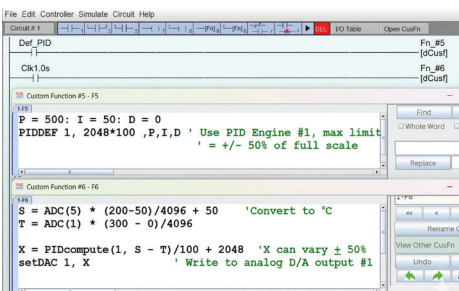 File Edit Controller Simulate Circuit Help
Circuit # 1 DEL I/O Table Open CusFn
Def_PID Fn_#5
[dCusf]
Clk1.0s Fn_#6
[dCusf]
Custom Function #5 - F5
1-F5
P = 500: I = 50: D = 0
PIDDEF 1, 2048*100 ,P,I,D ' Use PID Engine #1, max limit
' = +/- 50% of full scale
Find
Whole Word
Replace
Custom Function #6 - F6
1-F6
S = ADC(5) * (200-50)/4096 + 50 'Convert to °C
T = ADC(1) * (300 - 0)/4096
X = PIDcompute(1, S - T)/100 + 2048 'X can vary ± 50%
setDAC 1, X ' Write to analog D/A output #1
Rename
View Other CusFn
Undo